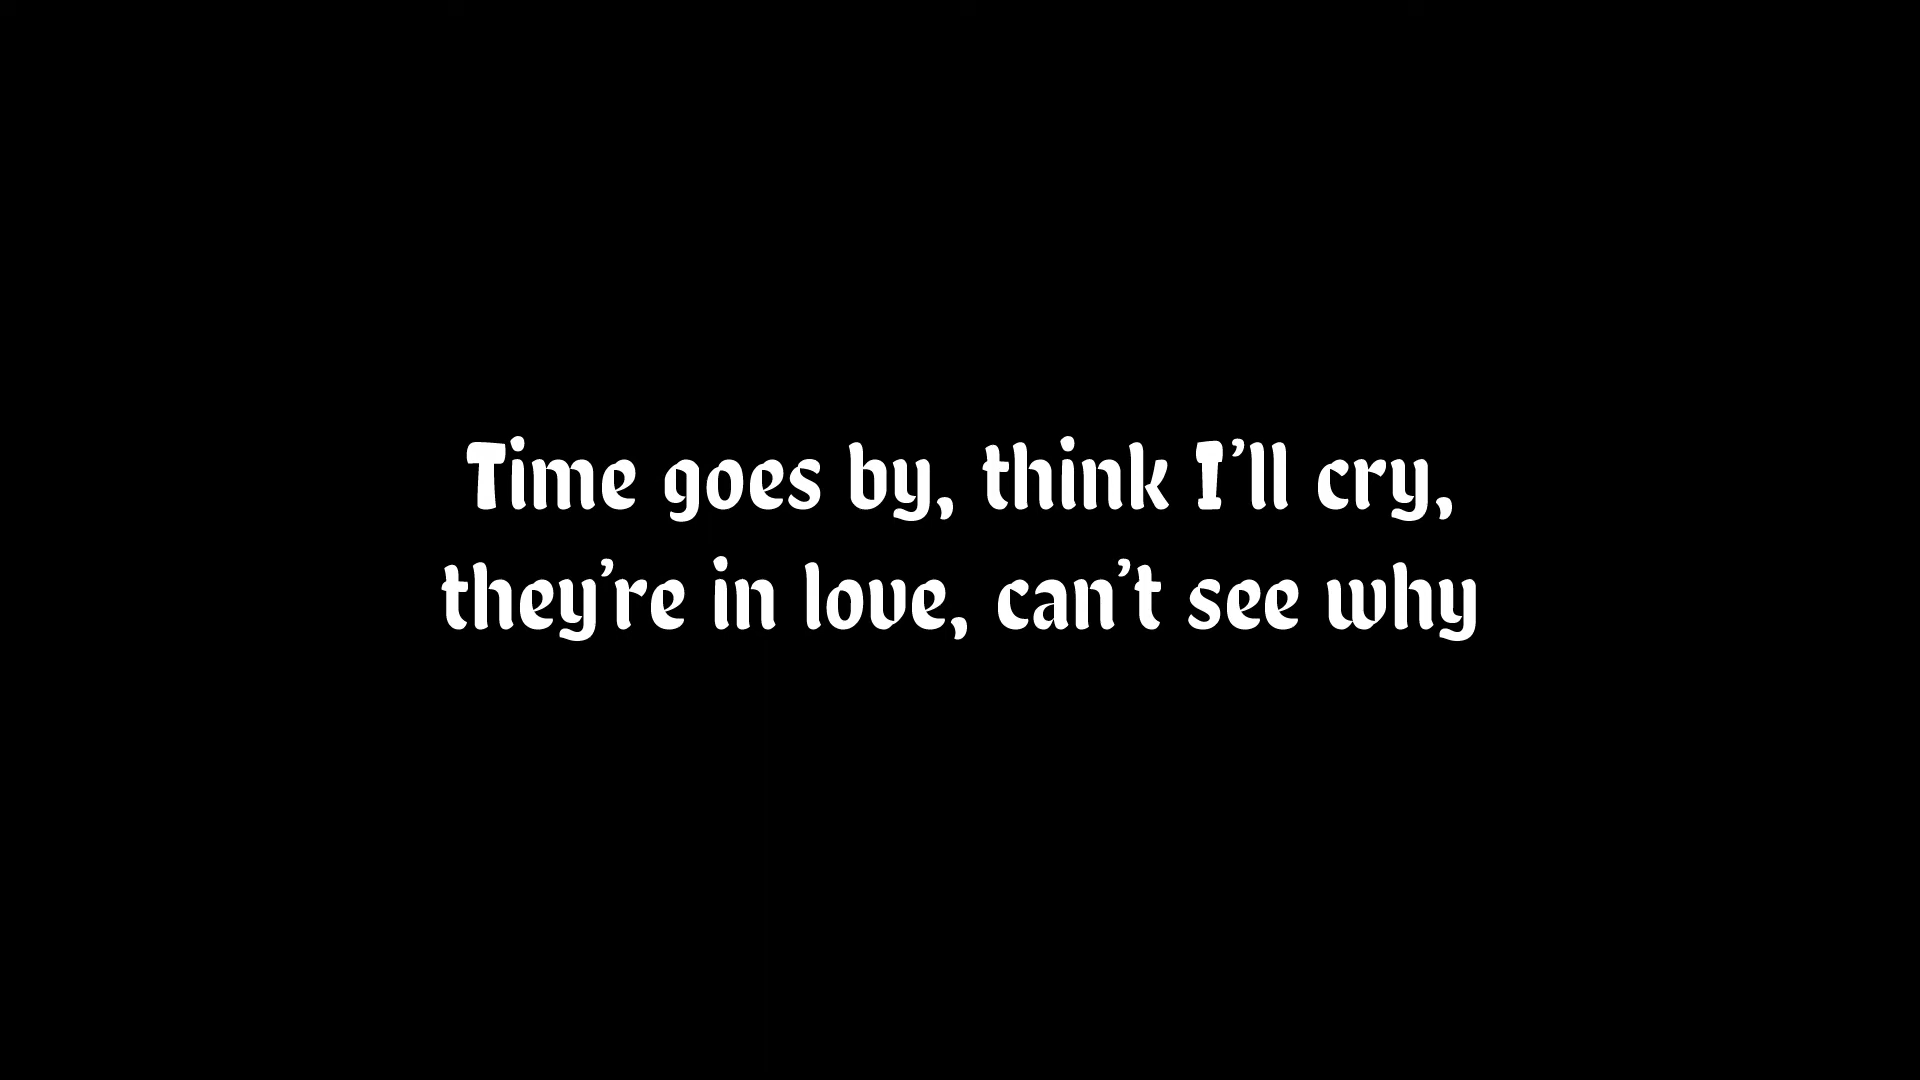 Time goes by, think I’ll cry,
they’re in love, can’t see why